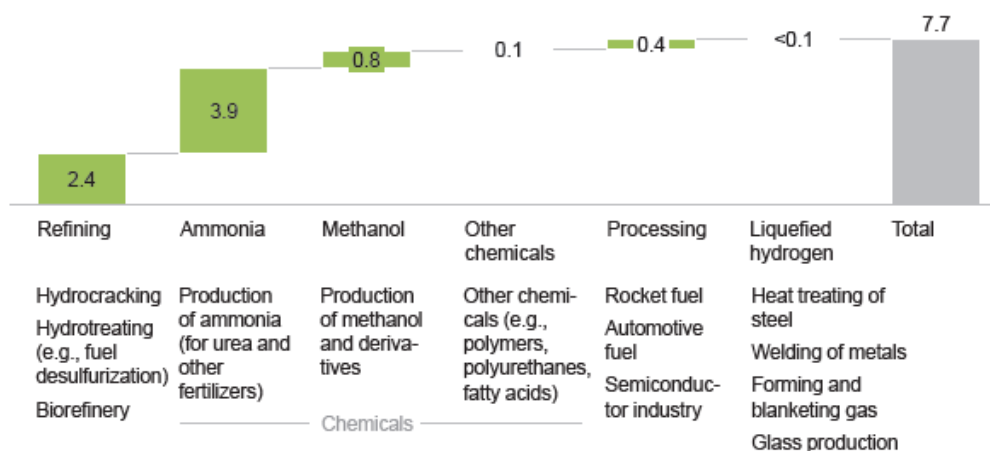 7.7
<0.1
0.4
0.1
0.8
3.9
2.4
Refining
Ammonia
Methanol
Other
chemicals
Processing
Liquefied
hydrogen
Total
Hydrocracking
Hydrotreating
(e.g., fuel
desulfurization)
Biorefinery
Production
of ammonia
(for urea and
other
fertilizers)
Production
of methanol
and deriva-
tives
Other chemi-
cals (e.g.,
polymers,
polyurethanes,
fatty acids)
Chemicals
Rocket fuel
Automotive
fuel
Semiconduc-
tor industry
Heat treating of
steel
Welding of metals
Forming and
blanketing gas
Glass production